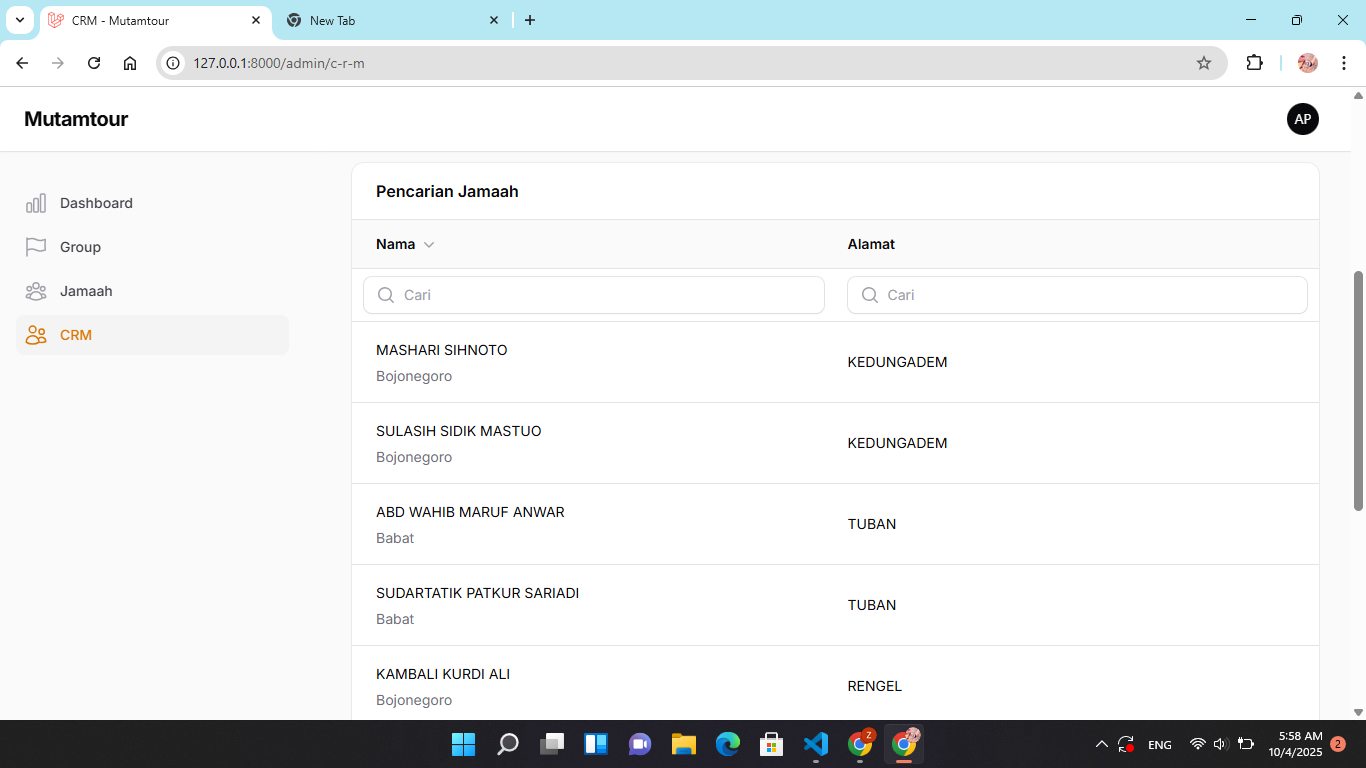 CRM - Mutamtour
New Tab
127.0.0.1:8000/admin/c-r-m
Mutamtour
AP
Dashboard
Group
Jamaah
CRM
Pencarian Jamaah
Nama Alamat
Cari Cari
MASHARI SIHNOTO
Bojonegoro
KEDUNGADEM
SULASIH SIDIK MASTUO
Bojonegoro
KEDUNGADEM
ABD WAHIB MARUF ANWAR
Babat
TUBAN
SUDARTATIK PATKUR SARIADI
Babat
TUBAN
KAMBALI KURDI ALI
Bojonegoro
RENGEL
Z
ENG
5:58 AM
10/4/2025
2